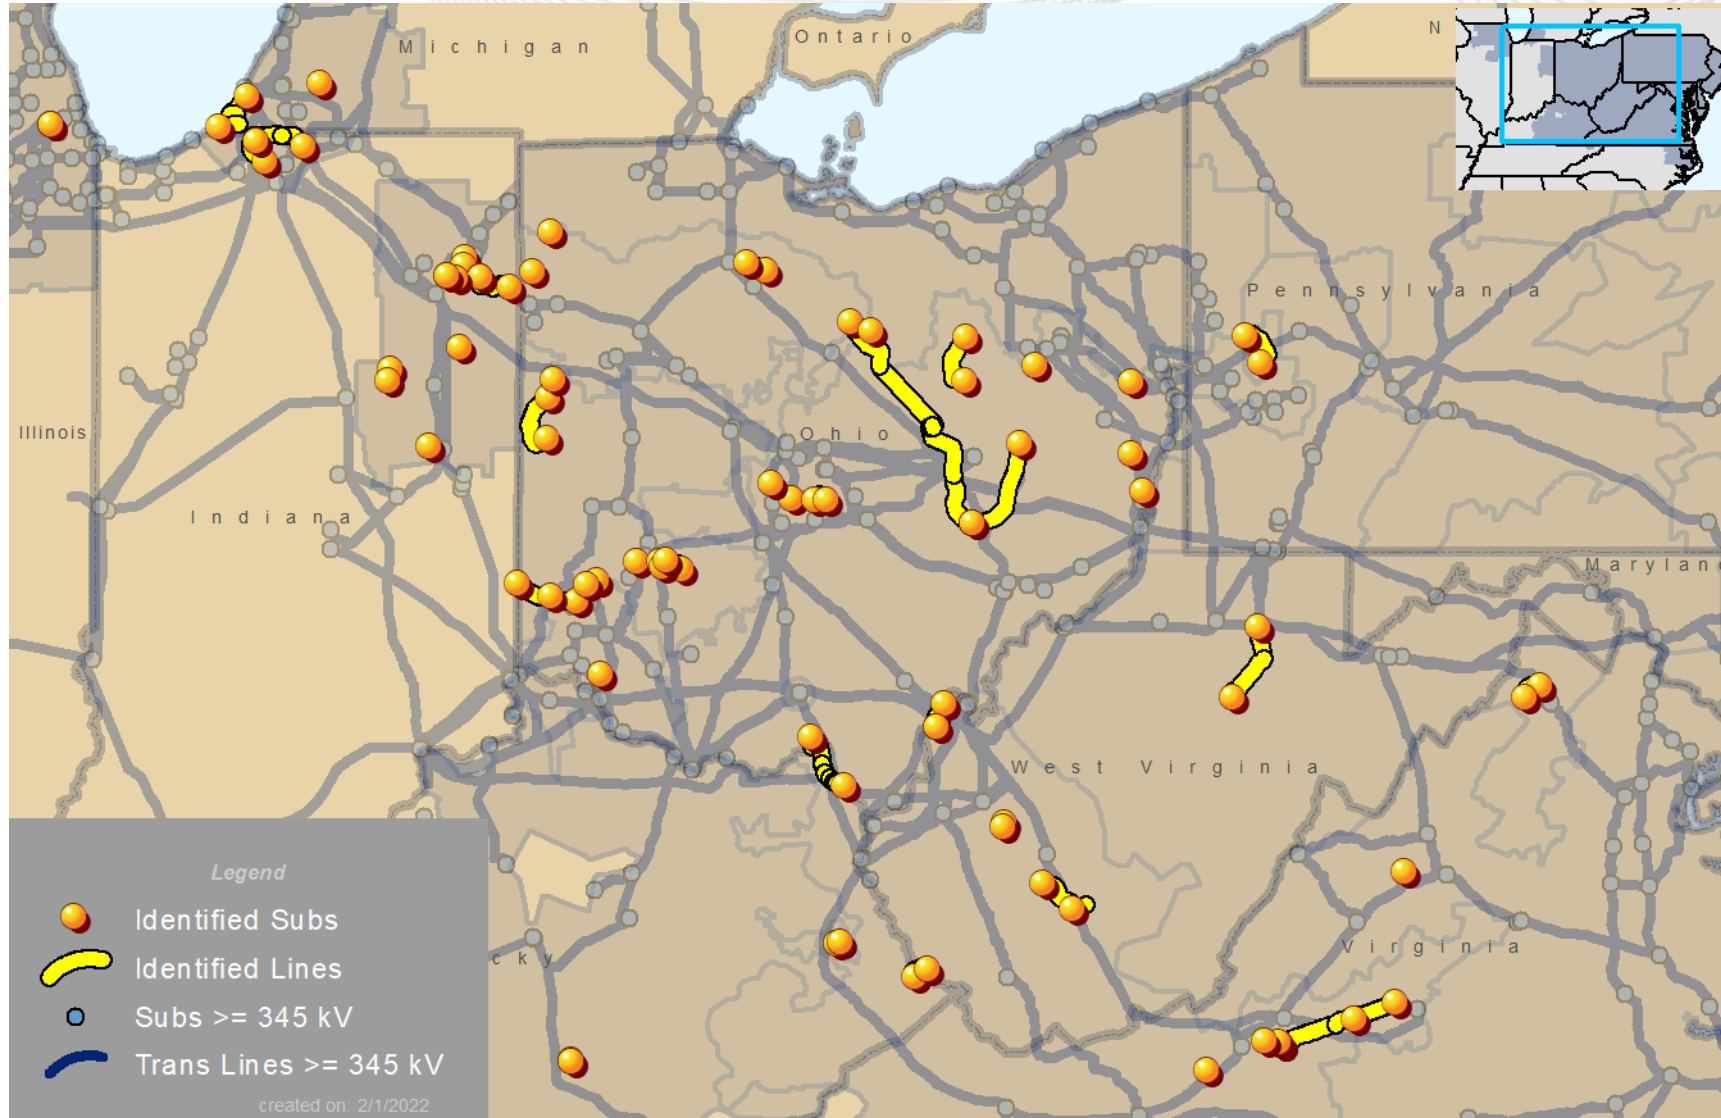 Michigan
Ontario
N
Pennsylvania
Illinois
Ohio
Indiana
Marylan
West Virginia
Virginia
cky
Legend
Identified Subs
Identified Lines
Subs >= 345 kV
Trans Lines >= 345 kV
created on: 2/1/2022